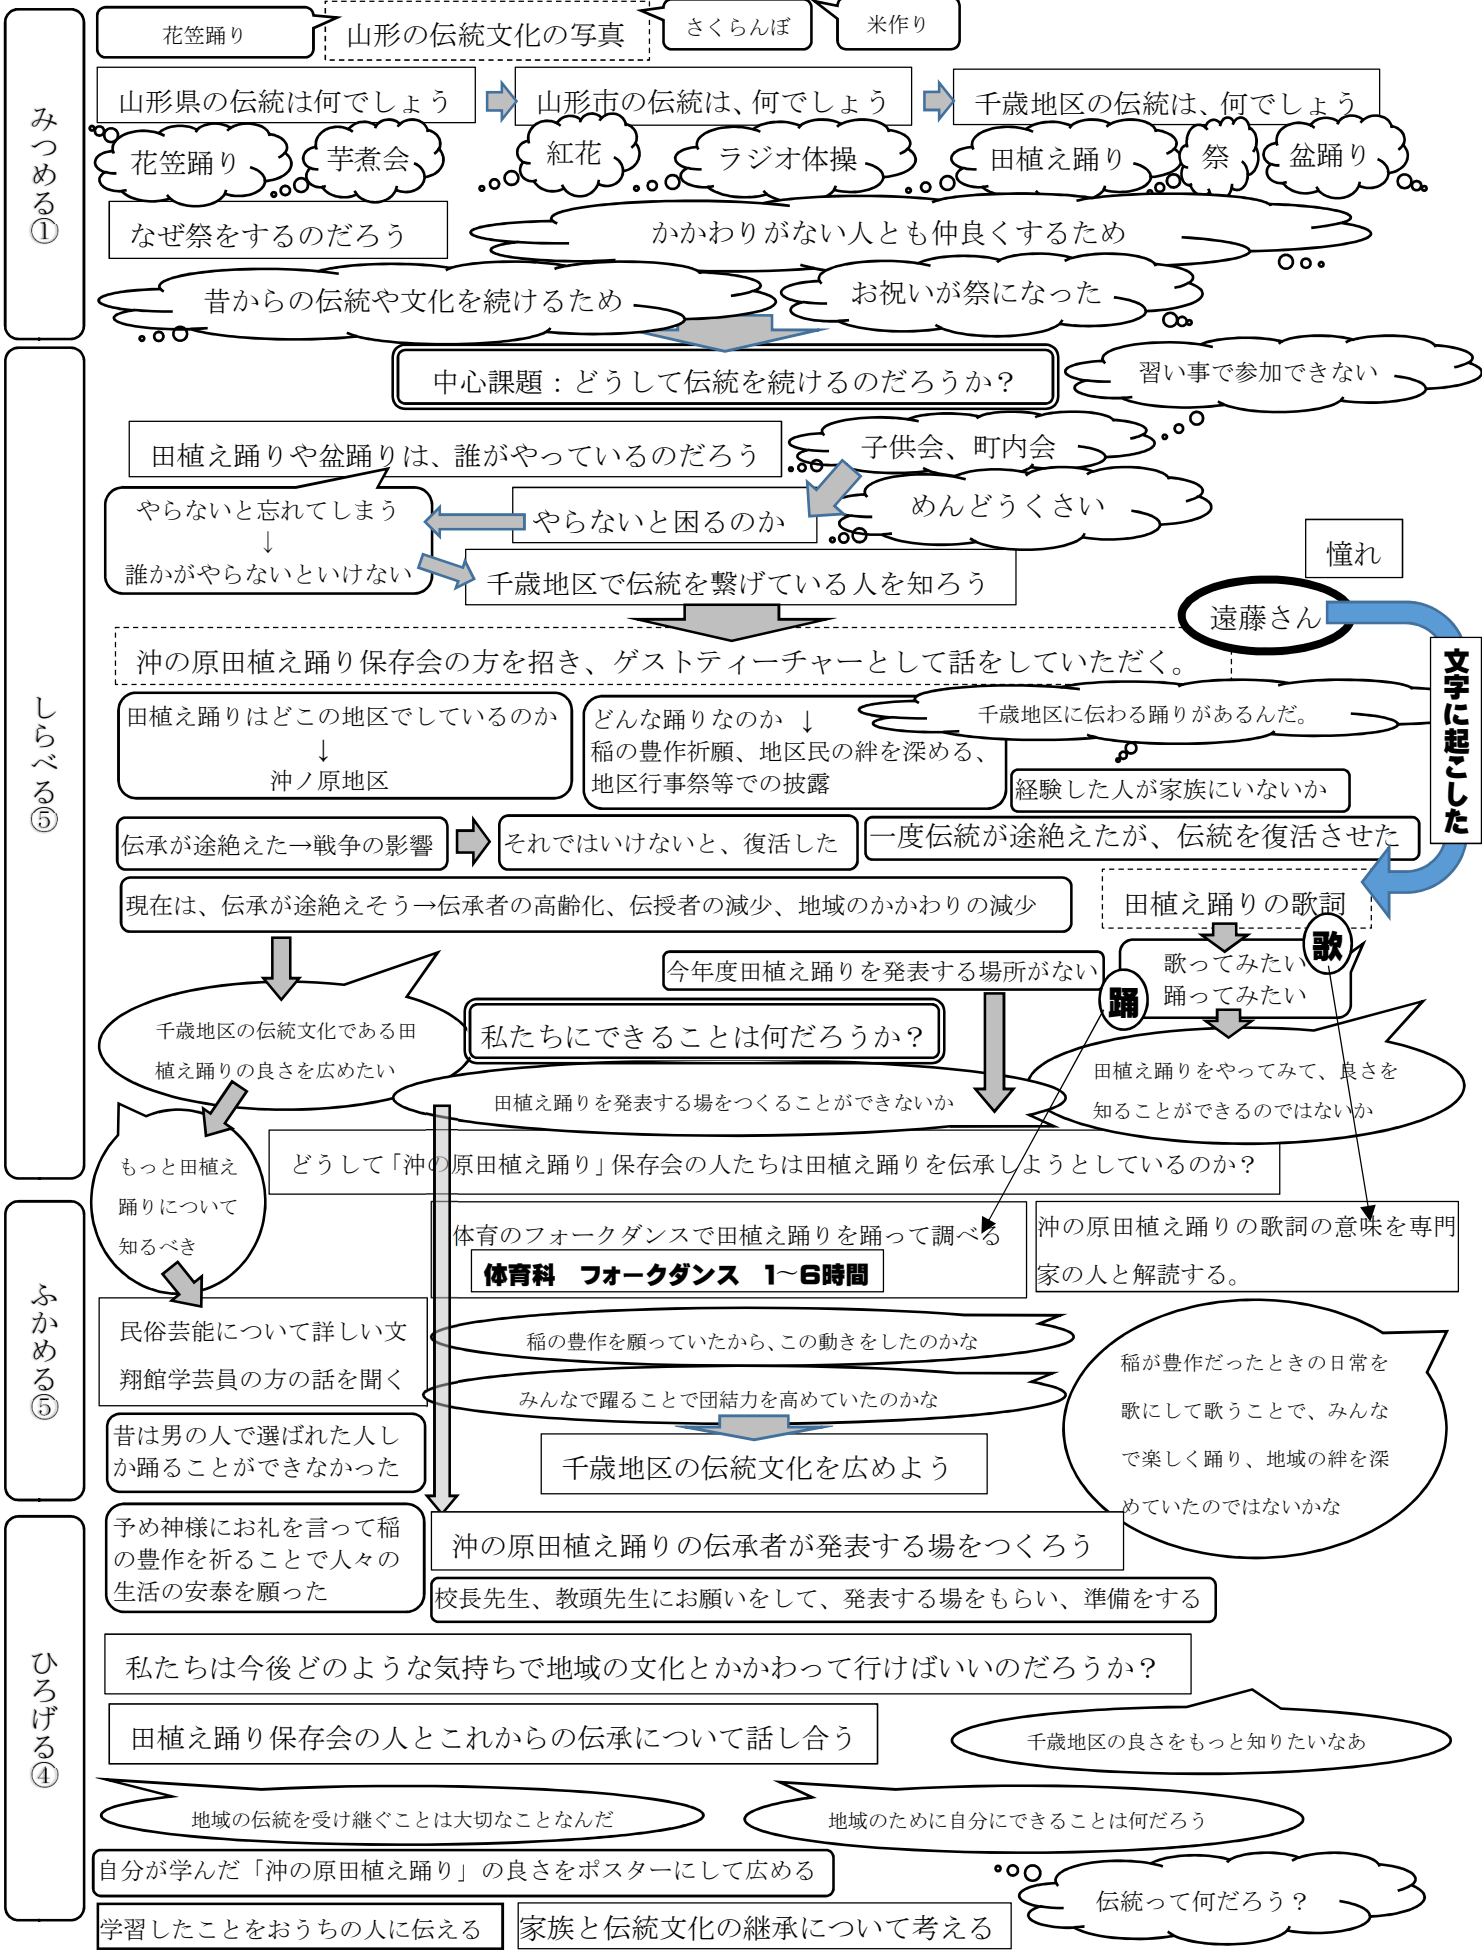 花笠踊り
山形の伝統文化の写真
さくらんぼ
米作り
みつめる①
山形県の伝統は何でしょう
山形市の伝統は、何でしょう
千歳地区の伝統は、何でしょう
花笠踊り
芋煮会
紅花
ラジオ体操
田植え踊り
祭
盆踊り
なぜ祭をするのだろう
かかわりがない人とも仲良くするため
昔からの伝統や文化を続けるため
お祝いが祭になった
しらべる⑤
中心課題：どうして伝統を続けるのだろうか？
習い事で参加できない
田植え踊りや盆踊りは、誰がやっているのだろう
子供会、町内会
めんどうくさい
やらないと忘れてしまう
↓
誰かがやらないといけない
やらないと困るのか
千歳地区で伝統を繋げている人を知ろう
憧れ
遠藤さん
文字に起こした
沖の原田植え踊り保存会の方を招き、ゲストティーチャーとして話をしていただく。
田植え踊りはどこの地区でしているのか
↓
沖ノ原地区
どんな踊りなのか ↓
稲の豊作祈願、地区民の絆を深める、
地区行事祭等での披露
千歳地区に伝わる踊りがあるんだ。
経験した人が家族にいないか
伝承が途絶えた→戦争の影響
それではいけないと、復活した
一度伝統が途絶えたが、伝統を復活させた
現在は、伝承が途絶えそう→伝承者の高齢化、伝授者の減少、地域のかかわりの減少
田植え踊りの歌詞
歌
踊
歌ってみたい
踊ってみたい
今年度田植え踊りを発表する場所がない
千歳地区の伝統文化である田
植え踊りの良さを広めたい
私たちにできることは何だろうか？
田植え踊りを発表する場をつくることができないか
田植え踊りをやってみて、良さを
知ることができるのではないか
もっと田植え
踊りについて
知るべき
どうして「沖の原田植え踊り」保存会の人たちは田植え踊りを伝承しようとしているのか？
ふかめる⑤
体育のフォークダンスで田植え踊りを踊って調べる
体育科　フォークダンス　1～6時間
沖の原田植え踊りの歌詞の意味を専門
家の人と解読する。
民俗芸能について詳しい文
翔館学芸員の方の話を聞く
稲の豊作を願っていたから、この動きをしたのかな
みんなで躍ることで団結力を高めていたのかな
稲が豊作だったときの日常を
歌にして歌うことで、みんな
で楽しく踊り、地域の絆を深
めていたのではないかな
昔は男の人で選ばれた人し
か踊ることができなかった
千歳地区の伝統文化を広めよう
ひろげる④
予め神様にお礼を言って稲
の豊作を祈ることで人々の
生活の安泰を願った
沖の原田植え踊りの伝承者が発表する場をつくろう
校長先生、教頭先生にお願いをして、発表する場をもらい、準備をする
私たちは今後どのような気持ちで地域の文化とかかわって行けばいいのだろうか？
田植え踊り保存会の人とこれからの伝承について話し合う
千歳地区の良さをもっと知りたいなあ
地域の伝統を受け継ぐことは大切なことなんだ
地域のために自分にできることは何だろう
自分が学んだ「沖の原田植え踊り」の良さをポスターにして広める
伝統って何だろう？
学習したことをおうちの人に伝える
家族と伝統文化の継承について考える